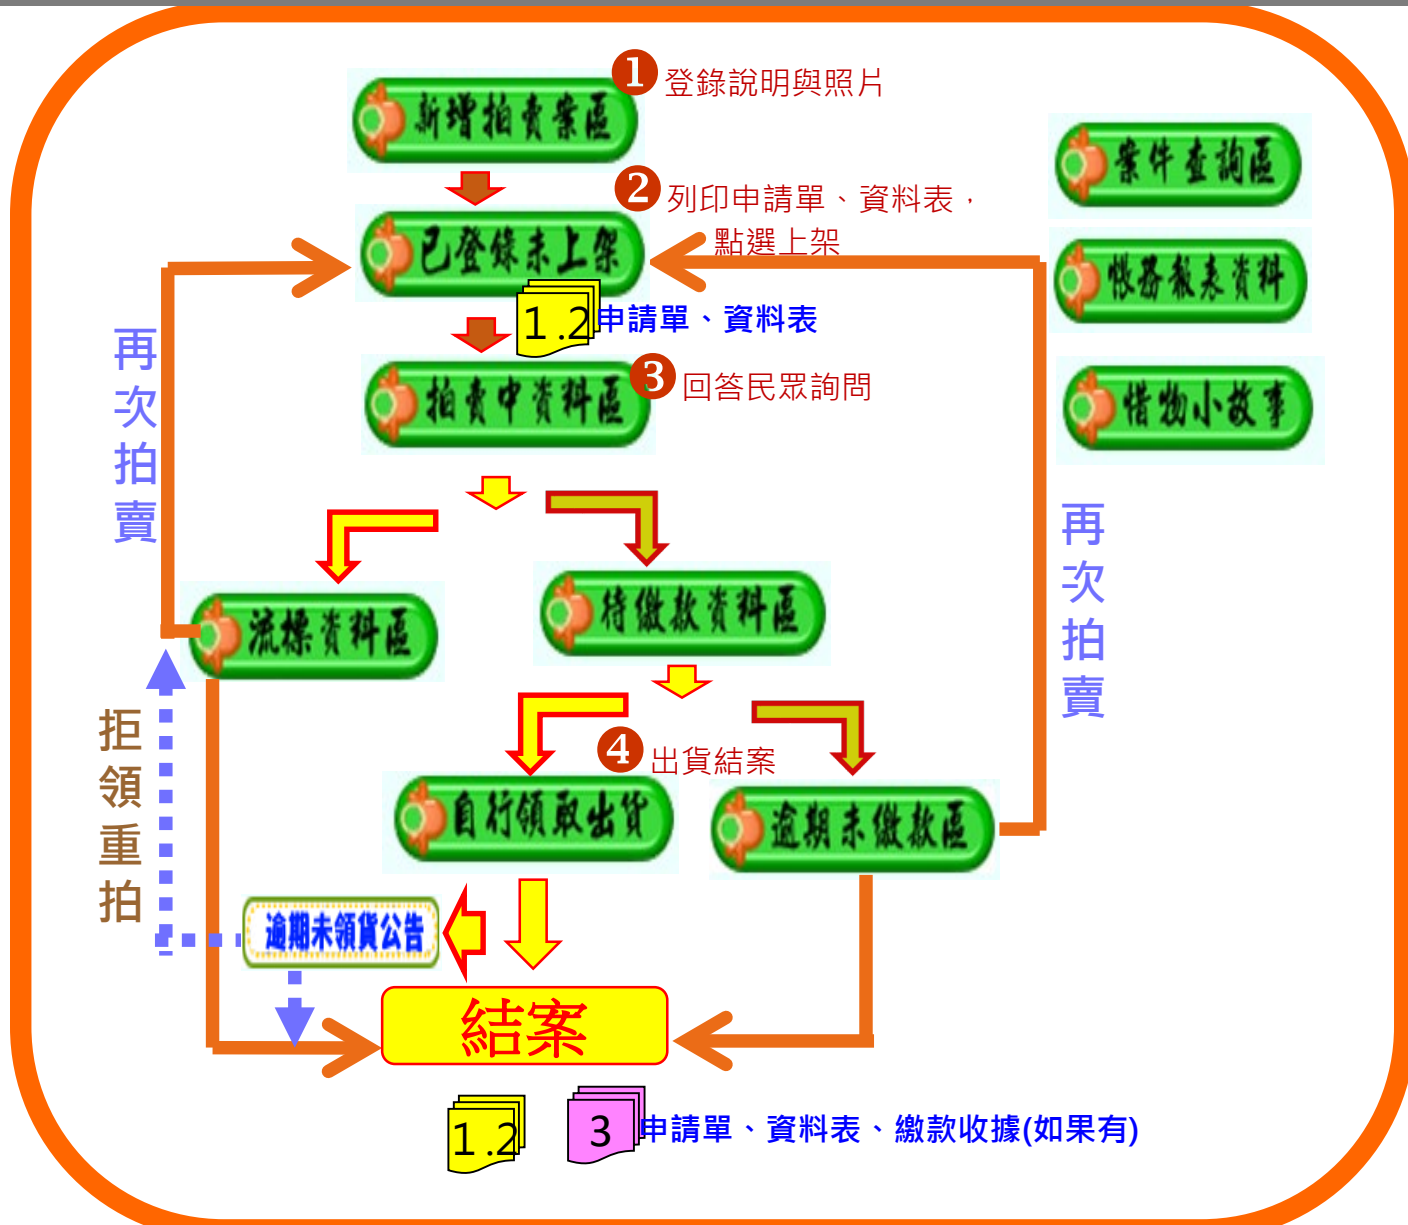 新增拍賣案區
❶登錄說明與照片
❷列印申請單、資料表，
點選上架
已登錄未上架
1.2
申請單、資料表
拍賣中資料區
❸回答民眾詢問
案件查詢區
帳務報表資料
惜物小故事
再次拍賣
再次拍賣
流標資料區
待繳款資料區
拒領重拍
❹出貨結案
自行領取出貨
逾期未繳款區
逾期未領貨公告
結案
1.2
3
申請單、資料表、繳款收據(如果有)